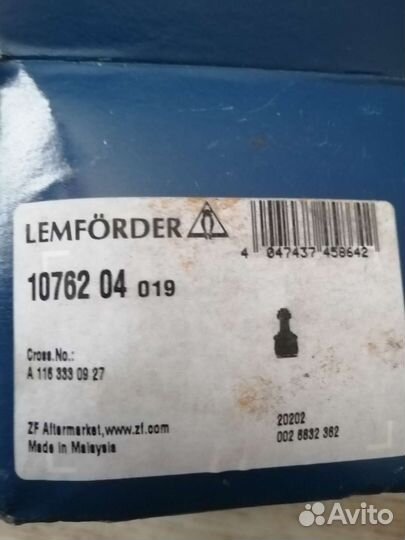 LEMFÖRDER
4 047437 458642
10762 04 019
Cross.No.:
A 116 333 09 27
ZF Aftermarket,www.zf.com
Made in Malaysia
20202
002 8832 362
Avito